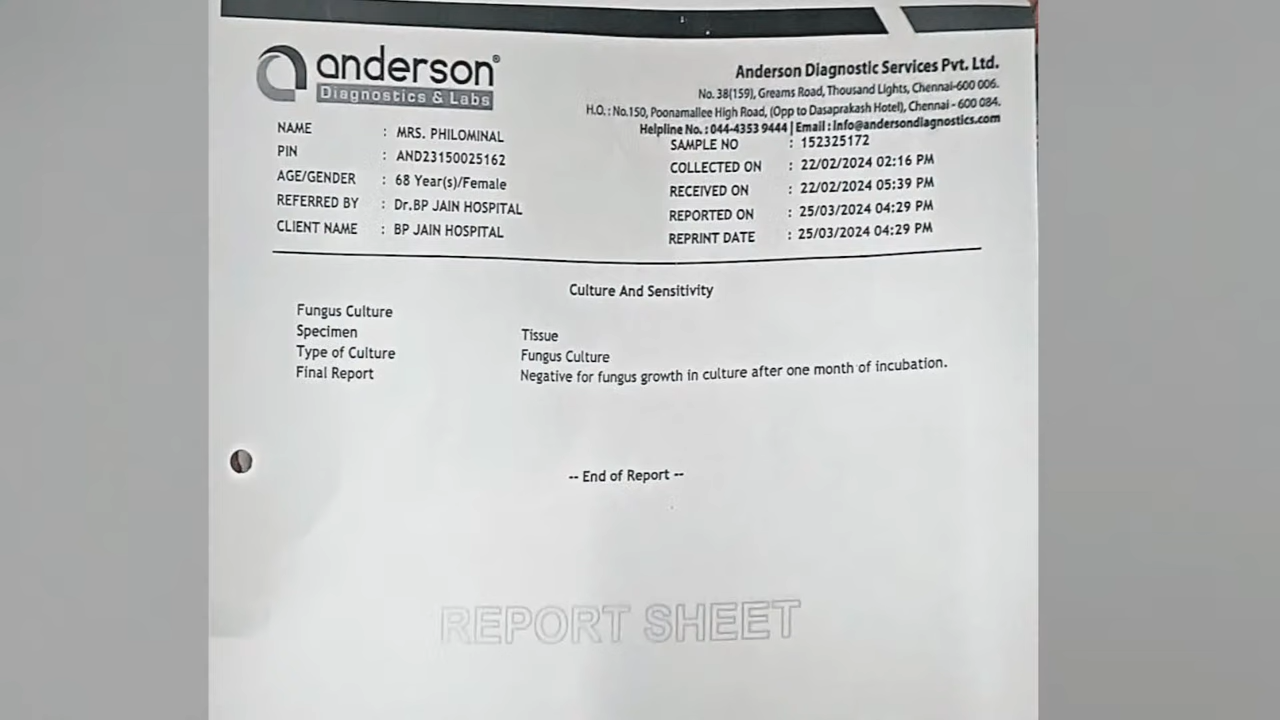 anderson®
Diagnostics & Labs
Anderson Diagnostic Services Pvt. Ltd.
No. 38(159), Greams Road, Thousand Lights, Chennai-600 006.
H.O. : No.150, Poonamallee High Road, (Opp to Dasaprakash Hotel), Chennai - 600 084.
Helpline No. : 044-4353 9444 | Email : Info@andersondiagnostics.com
NAME : MRS. PHILOMINAL
PIN : AND23150025162
AGE/GENDER : 68 Year(s)/Female
REFERRED BY : Dr.BP JAIN HOSPITAL
CLIENT NAME : BP JAIN HOSPITAL
SAMPLE NO : 152325172
COLLECTED ON : 22/02/2024 02:16 PM
RECEIVED ON : 22/02/2024 05:39 PM
REPORTED ON : 25/03/2024 04:29 PM
REPRINT DATE : 25/03/2024 04:29 PM
Culture And Sensitivity
Fungus Culture
Specimen Tissue
Type of Culture Fungus Culture
Final Report Negative for fungus growth in culture after one month of incubation.
-- End of Report --
REPORT SHEET